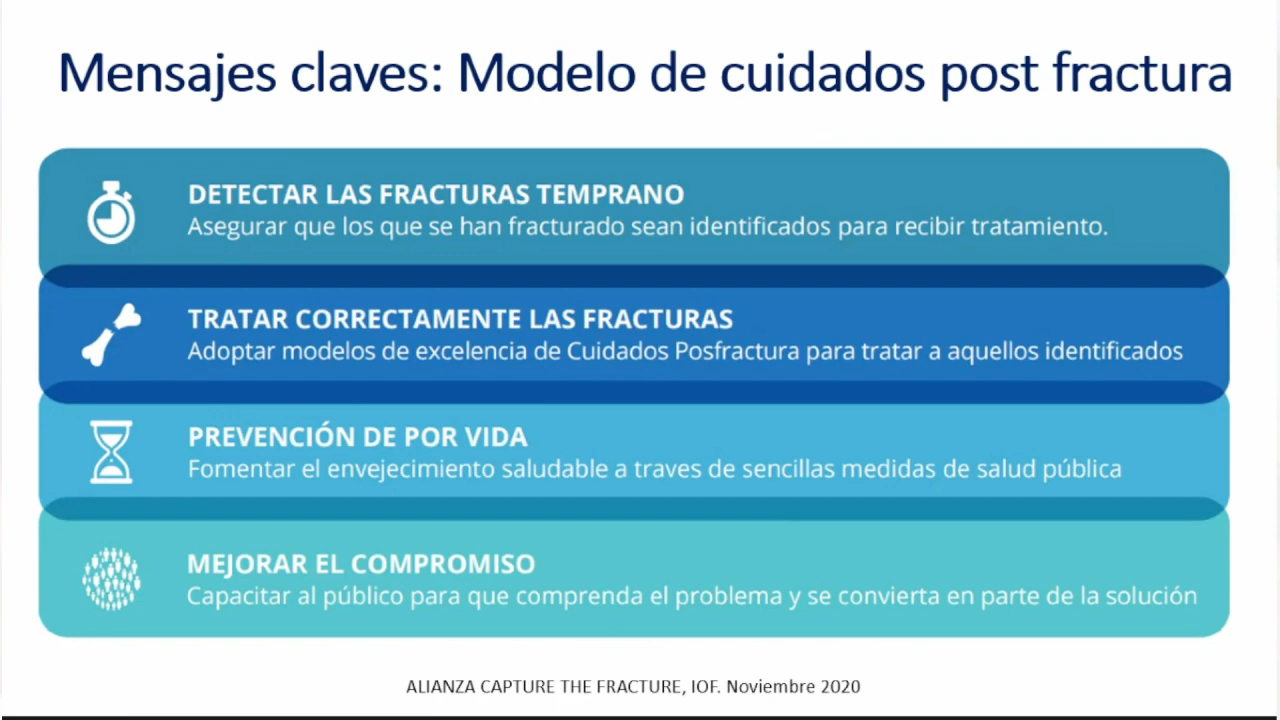 Mensajes claves: Modelo de cuidados post fractura
DETECTAR LAS FRACTURAS TEMPRANO
Asegurar que los que se han fracturado sean identificados para recibir tratamiento.
TRATAR CORRECTAMENTE LAS FRACTURAS
Adoptar modelos de excelencia de Cuidados Posfractura para tratar a aquellos identificados
PREVENCIÓN DE POR VIDA
Fomentar el envejecimiento saludable a traves de sencillas medidas de salud pública
MEJORAR EL COMPROMISO
Capacitar al público para que comprenda el problema y se convierta en parte de la solución
ALIANZA CAPTURE THE FRACTURE, IOF. Noviembre 2020